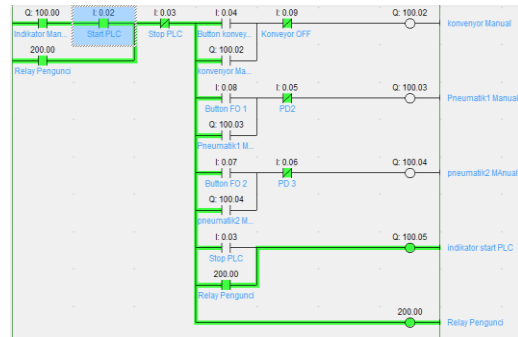 Q: 100.00 I: 0.02 I: 0.03 I: 0.04 I: 0.09 Q: 100.02
Indikator Man... Start PLC Stop PLC Button konvey... Konveyor OFF konvenyor Manual
200.00 Q: 100.02
Relay Pengunci konvenyor Ma...
I: 0.08 I: 0.05 Q: 100.03
Button FO 1 PD2 Pneumatik1 Manual
Q: 100.03
Pneumatik1 M...
I: 0.07 I: 0.06 Q: 100.04
Button FO 2 PD 3 pneumatik2 MAnual
Q: 100.04
pneumatik2 M...
I: 0.03 Q: 100.05
Stop PLC indikator start PLC
200.00
Relay Pengunci
200.00
Relay Pengunci